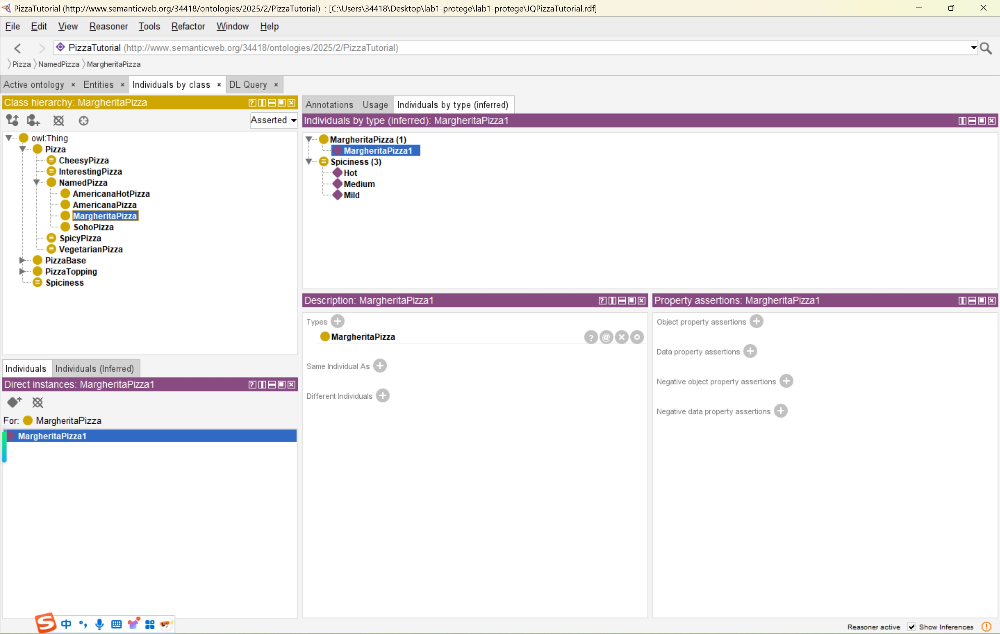 PizzaTutorial (http://www.semanticweb.org/34418/ontologies/2025/2/PizzaTutorial) : [C:\Users\34418\Desktop\lab1-protege\lab1-protege\JQPizzaTutorial.rdf]
File Edit View Reasoner Tools Refactor Window Help
PizzaTutorial (http://www.semanticweb.org/34418/ontologies/2025/2/PizzaTutorial)
Pizza NamedPizza MargheritaPizza
Active ontology × Entities × Individuals by class × DL Query ×
Class hierarchy: MargheritaPizza
Asserted
owl:Thing
Pizza
CheesyPizza
InterestingPizza
NamedPizza
AmericanaHotPizza
AmericanaPizza
MargheritaPizza
SohoPizza
SpicyPizza
VegetarianPizza
PizzaBase
PizzaTopping
Spiciness
Individuals Individuals (Inferred)
Direct instances: MargheritaPizza1
For: MargheritaPizza
MargheritaPizza1
Annotations Usage Individuals by type (inferred)
Individuals by type (inferred): MargheritaPizza1
MargheritaPizza (1)
MargheritaPizza1
Spiciness (3)
Hot
Medium
Mild
Description: MargheritaPizza1
Types
MargheritaPizza
Same Individual As
Different Individuals
Property assertions: MargheritaPizza1
Object property assertions
Data property assertions
Negative object property assertions
Negative data property assertions
中
Reasoner active Show Inferences